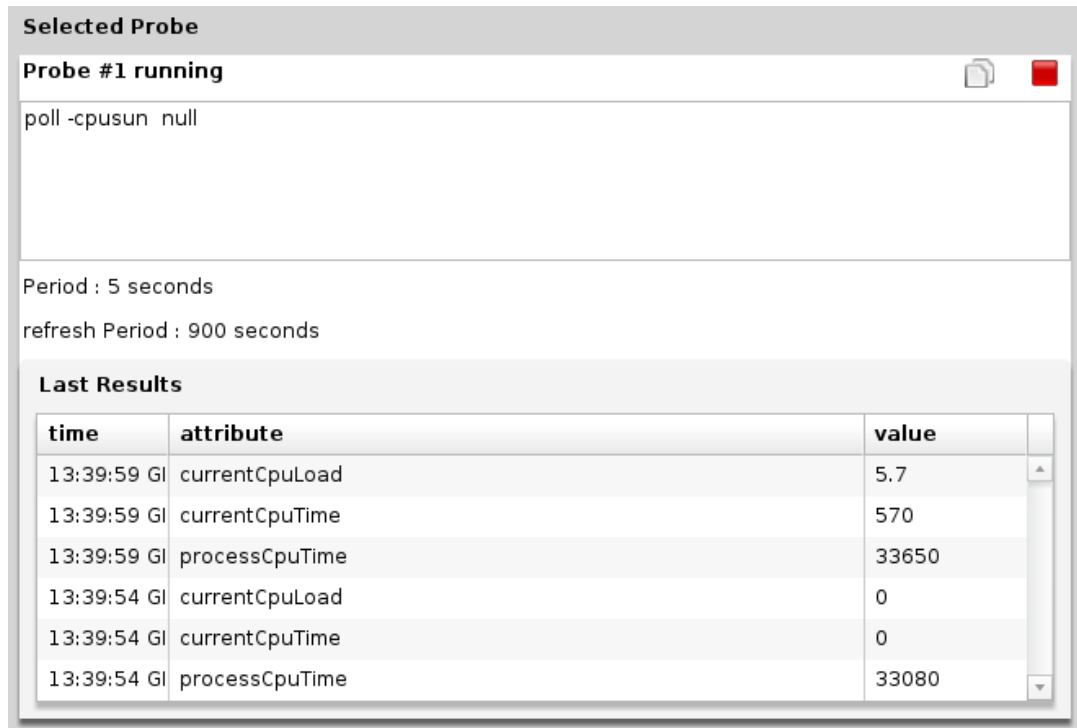 Selected Probe
Probe #1 running
poll -cpusun  null
Period : 5 seconds
refresh Period : 900 seconds
Last Results
time attribute value
13:39:59 GI currentCpuLoad 5.7
13:39:59 GI currentCpuTime 570
13:39:59 GI processCpuTime 33650
13:39:54 GI currentCpuLoad 0
13:39:54 GI currentCpuTime 0
13:39:54 GI processCpuTime 33080